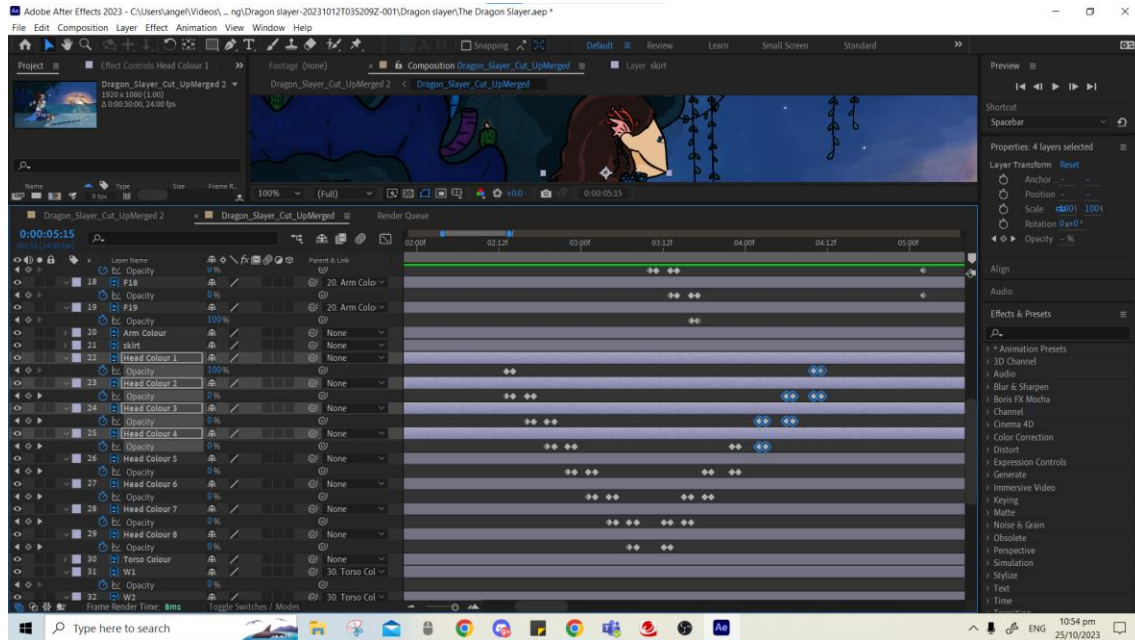 Adobe After Effects 2023 - C:\Users\angel\Videos\ ... ng\Dragon slayer-20231012T035209Z-001\Dragon slayer\The Dragon Slayer.aep *
File Edit Composition Layer Effect Animation View Window Help
Snapping Default Review Learn Small Screen Standard
Project Effect Controls Head Colour 1 Footage (none) Composition Dragon_Slayer_Cut_UpMerged Layer skirt Preview
Dragon_Slayer_Cut_UpMerged 2
1920 x 1080 (1.00)
Δ 0:00:30:00, 24.00 fps
Dragon_Slayer_Cut_UpMerged 2 Dragon_Slayer_Cut_UpMerged
Shortcut
Spacebar
Properties: 4 layers selected
Layer Transform Reset
Anchor
Position
Scale
Rotation 0x+0°
Opacity - %
Name Type Size Frame R...
8 bpc
100% (Full) +0.0 0:00:05:15
Dragon_Slayer_Cut_UpMerged 2 Dragon_Slayer_Cut_UpMerged Render Queue
0:00:05:15
02:00f 02:12f 03:00f 03:12f 04:00f 04:12f 05:00f
# Layer Name Parent & Link
Opacity 0%
18 F18 20. Arm Colo
Opacity 0%
19 F19 20. Arm Colo
Opacity 100%
20 Arm Colour None
21 skirt None
22 Head Colour 1 None
Opacity 100%
23 Head Colour 2 None
Opacity 0%
24 Head Colour 3 None
Opacity 0%
25 Head Colour 4 None
Opacity 0%
26 Head Colour 5 None
Opacity 0%
27 Head Colour 6 None
Opacity 0%
28 Head Colour 7 None
Opacity 0%
29 Head Colour 8 None
Opacity 0%
30 Torso Colour None
31 W1 30. Torso Col
Opacity 0%
32 W2 30. Torso Col
Frame Render Time: 8ms Toggle Switches / Modes
Align
Audio
Effects & Presets
* Animation Presets
3D Channel
Audio
Blur & Sharpen
Boris FX Mocha
Channel
Cinema 4D
Color Correction
Distort
Expression Controls
Generate
Immersive Video
Keying
Matte
Noise & Grain
Obsolete
Perspective
Simulation
Stylize
Text
Time
Type here to search
Ae
ENG
10:54 pm
25/10/2023